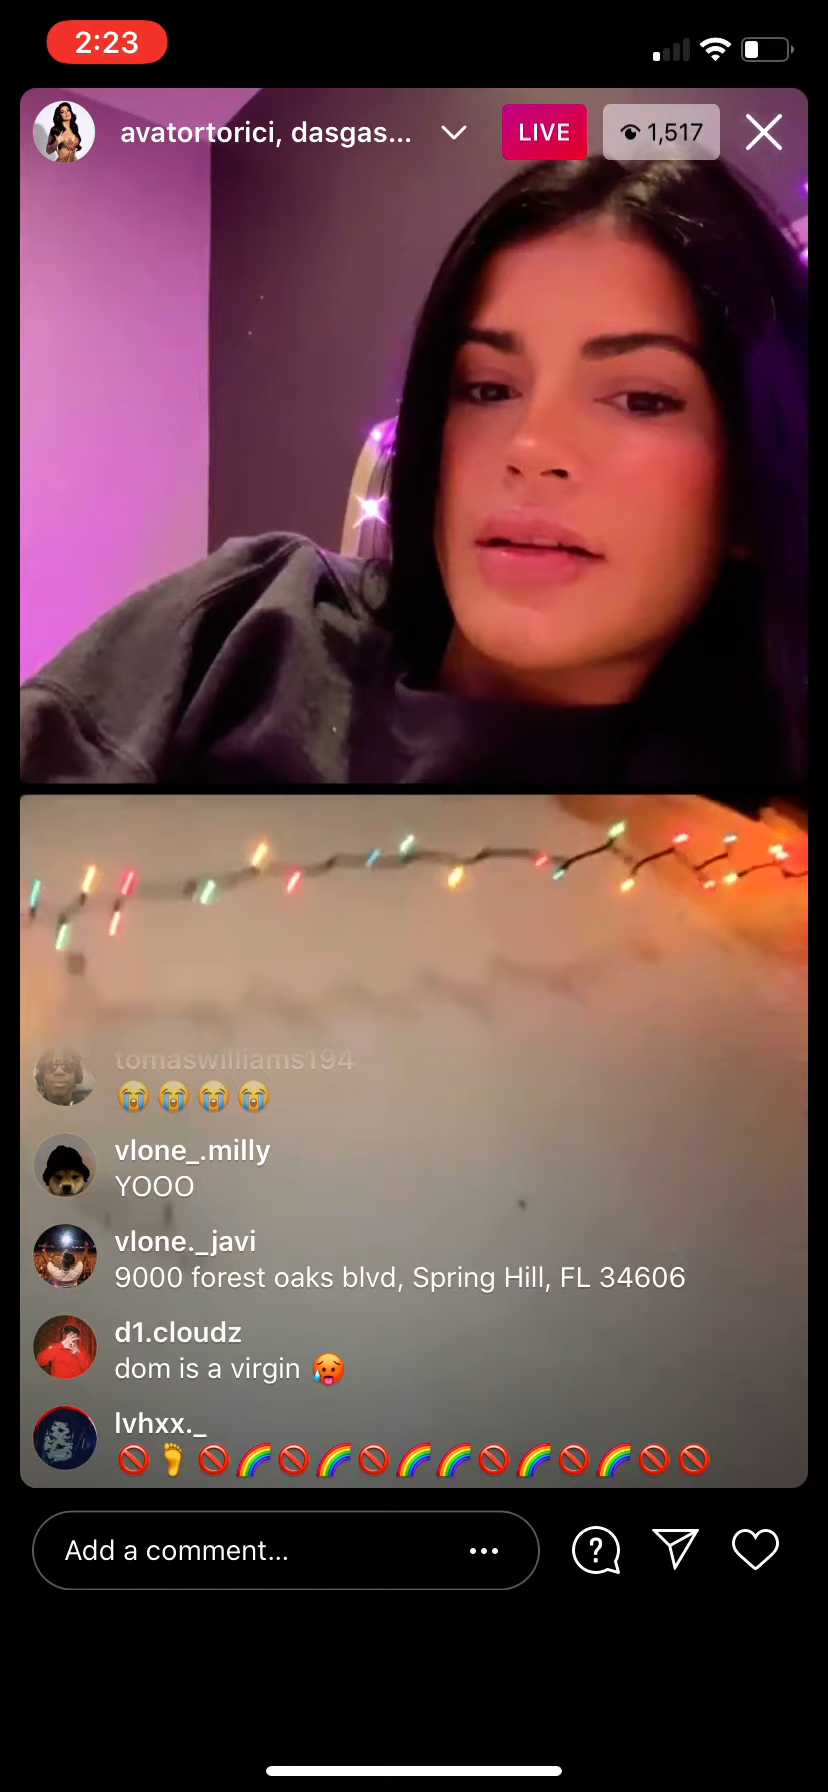 2:23
avatortorici, dasgas...
LIVE
1,517
tomaswilliams194
😭😭😭😭
vlone_.milly
YOOO
vlone._javi
9000 forest oaks blvd, Spring Hill, FL 34606
d1.cloudz
dom is a virgin 🥵
lvhxx._
🚫🦶🚫🌈🚫🌈🚫🌈🌈🚫🌈🚫🌈🚫🚫
Add a comment...